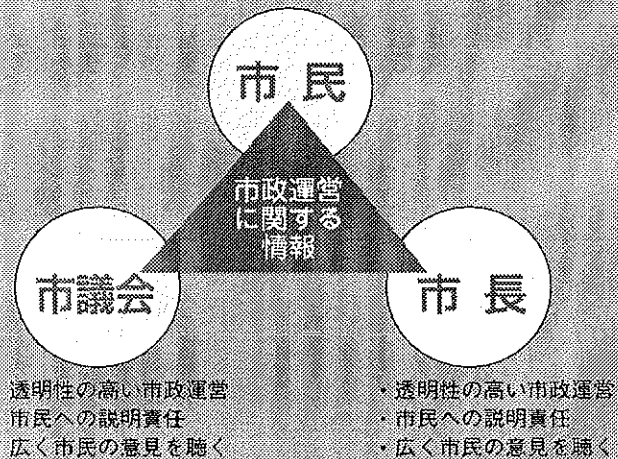 市民
市政運営
に関する
情報
市議会
市長
透明性の高い市政運営
市民への説明責任
広く市民の意見を聴く
・透明性の高い市政運営
・市民への説明責任
・広く市民の意見を聴く